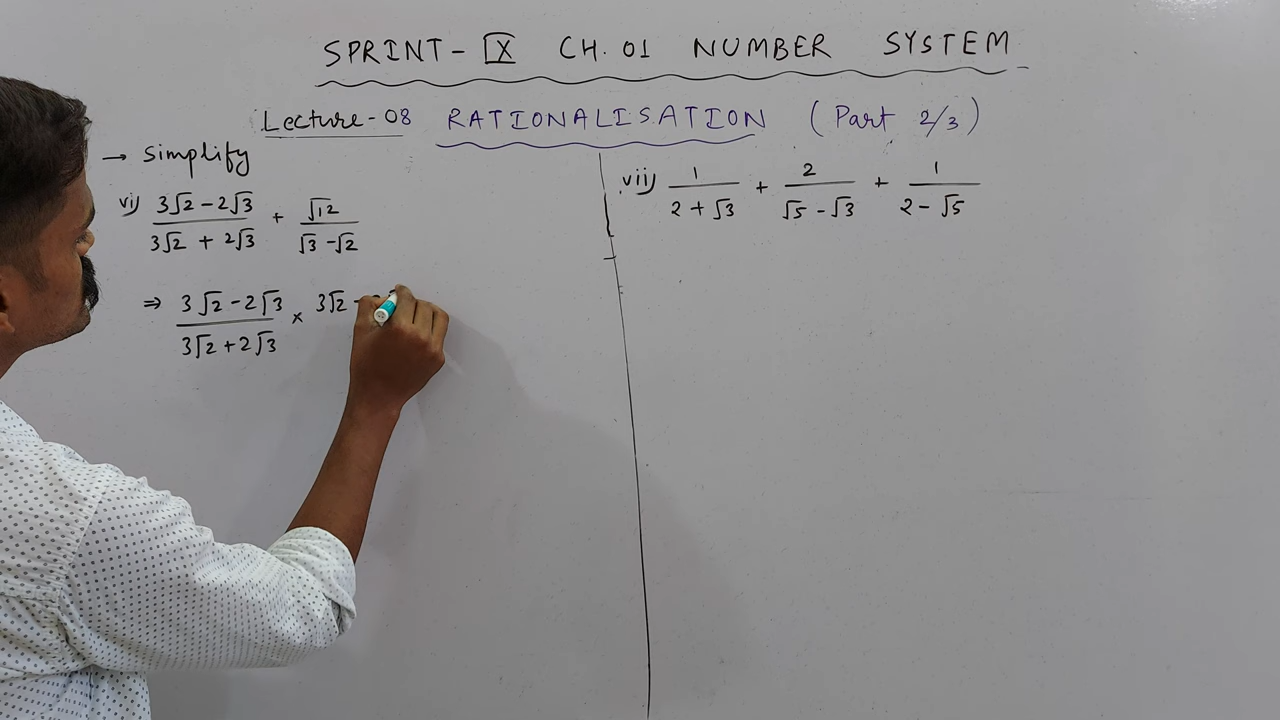 SPRINT-IX CH.01 NUMBER SYSTEM
Lecture-08 RATIONALISATION (Part 2/3)
→ simplify
vi) (3√2 - 2√3)/(3√2 + 2√3) + √12/(√3 - √2)
⇒ (3√2 - 2√3)/(3√2 + 2√3) × 3√2 -
vii) 1/(2 + √3) + 2/(√5 - √3) + 1/(2 - √5)